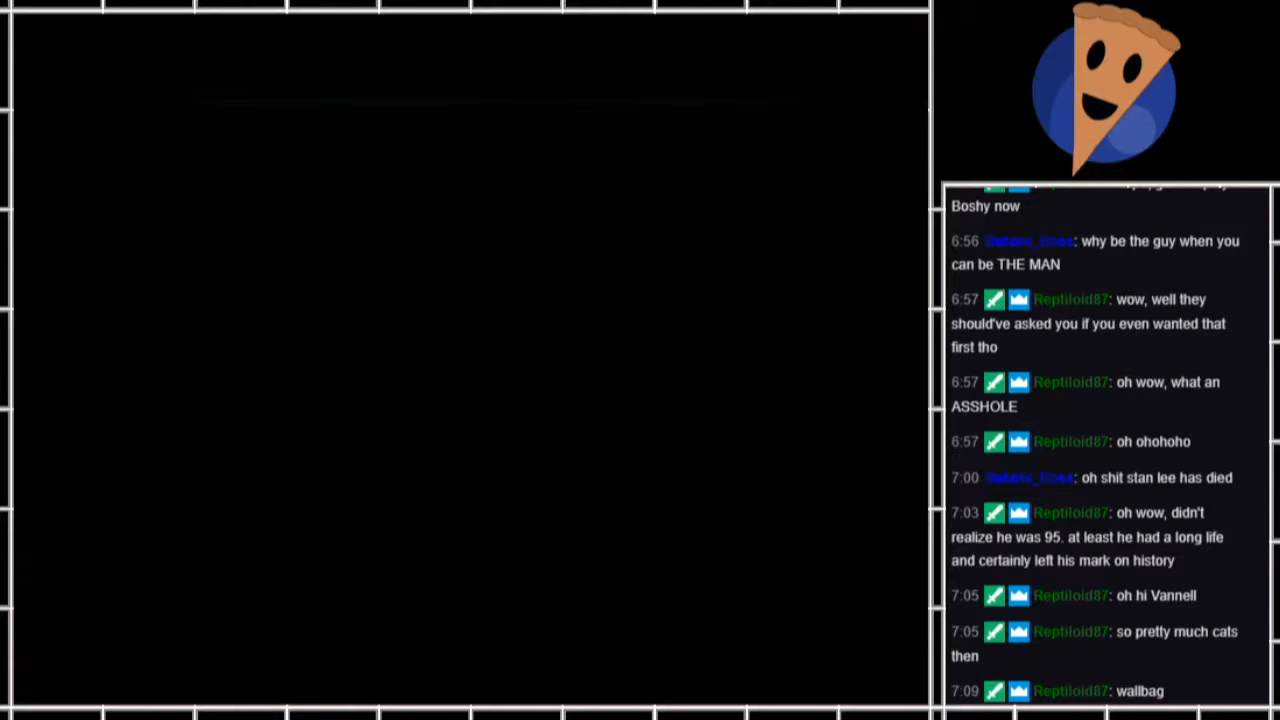 Boshy now
6:56 : why be the guy when you
can be THE MAN
6:57 Reptiloid87: wow, well they
should've asked you if you even wanted that
first tho
6:57 Reptiloid87: oh wow, what an
ASSHOLE
6:57 Reptiloid87: oh ohohoho
7:00 : oh shit stan lee has died
7:03 Reptiloid87: oh wow, didn't
realize he was 95. at least he had a long life
and certainly left his mark on history
7:05 Reptiloid87: oh hi Vannell
7:05 Reptiloid87: so pretty much cats
then
7:09 Reptiloid87: wallbag